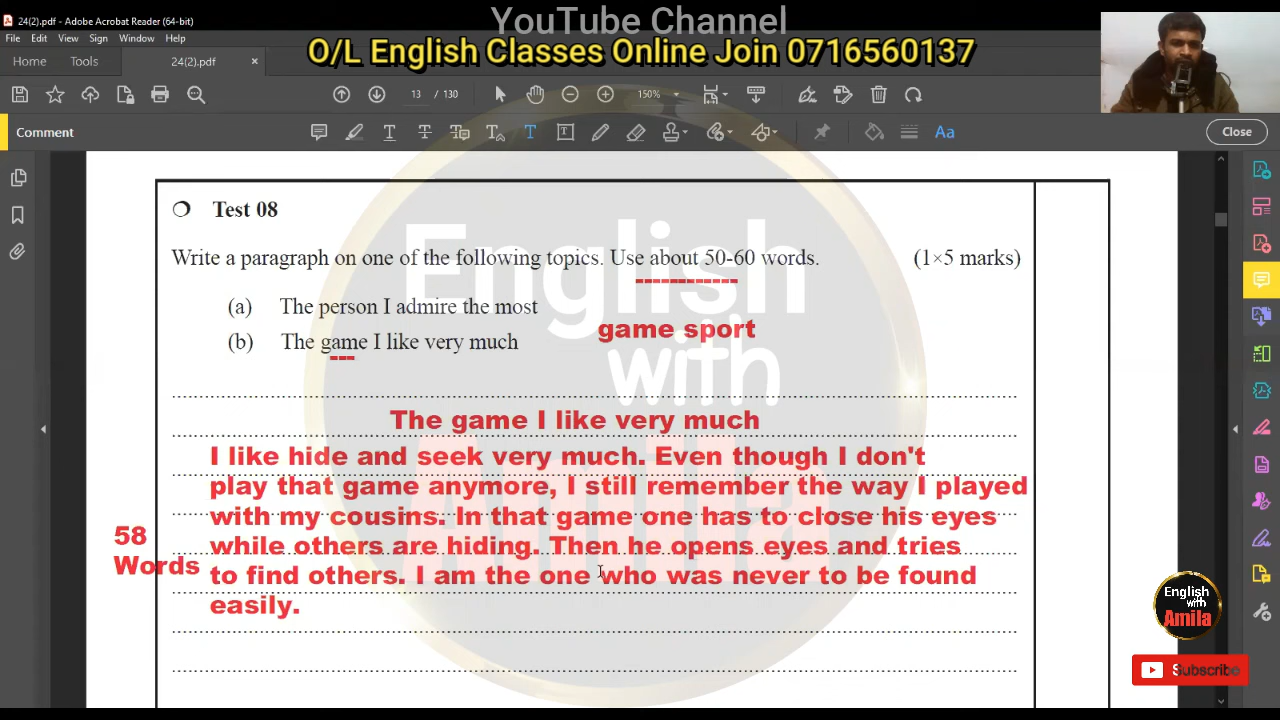 24(2).pdf - Adobe Acrobat Reader (64-bit)
YouTube Channel
File Edit View Sign Window Help
O/L English Classes Online Join 0716560137
Home Tools 24(2).pdf ×
13 / 130 150%
Comment
Aa
Close
Test 08
Write a paragraph on one of the following topics. Use about 50-60 words. (1×5 marks)
(a) The person I admire the most
game sport
(b) The game I like very much
English
with
Amila
The game I like very much
I like hide and seek very much. Even though I don't
play that game anymore, I still remember the way I played
with my cousins. In that game one has to close his eyes
while others are hiding. Then he opens eyes and tries
to find others. I am the one who was never to be found
easily.
58
Words
English
with
Amila
Subscribe